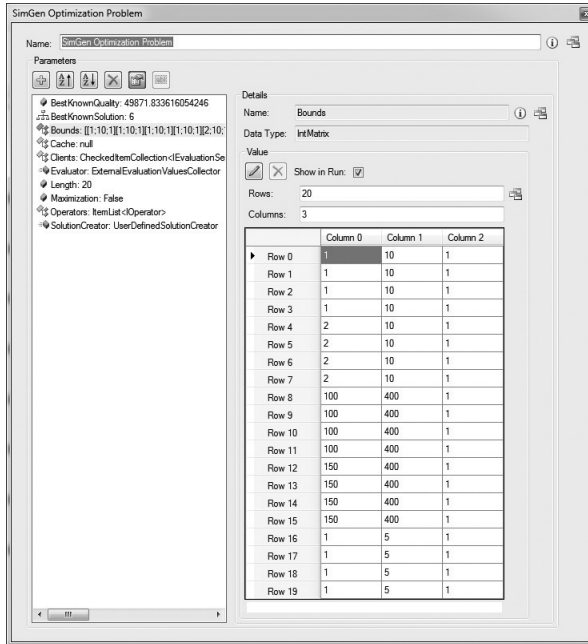 SimGen Optimization Problem
Name: SimGen Optimization Problem
Parameters
BestKnownQuality: 49871.833616054246
BestKnownSolution: 6
Bounds: [[1;10;1][1;10;1][1;10;1][1;10;1][2;10;
Cache: null
Clients: CheckedItemCollection<IEvaluationSe
Evaluator: ExternalEvaluationValuesCollector
Length: 20
Maximization: False
Operators: ItemList<IOperator>
SolutionCreator: UserDefinedSolutionCreator
Details
Name: Bounds
Data Type: IntMatrix
Value
Show in Run:
Rows: 20
Columns: 3
Column 0 Column 1 Column 2
Row 0 1 10 1
Row 1 1 10 1
Row 2 1 10 1
Row 3 1 10 1
Row 4 2 10 1
Row 5 2 10 1
Row 6 2 10 1
Row 7 2 10 1
Row 8 100 400 1
Row 9 100 400 1
Row 10 100 400 1
Row 11 100 400 1
Row 12 150 400 1
Row 13 150 400 1
Row 14 150 400 1
Row 15 150 400 1
Row 16 1 5 1
Row 17 1 5 1
Row 18 1 5 1
Row 19 1 5 1